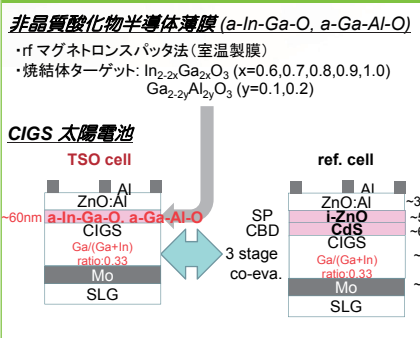 非晶質酸化物半導体薄膜 (a-In-Ga-O, a-Ga-Al-O)
・rf マグネトロンスパッタ法（室温製膜）
・焼結体ターゲット: In2-2xGa2xO3 (x=0.6,0.7,0.8,0.9,1.0)
Ga2-2yAl2yO3 (y=0.1,0.2)
CIGS 太陽電池
TSO cell
Al
ZnO:Al
~60nm a-In-Ga-O. a-Ga-Al-O
CIGS
Ga/(Ga+In)
ratio:0.33
Mo
SLG
SP
CBD
3 stage
co-eva.
ref. cell
Al
ZnO:Al
i-ZnO
CdS
CIGS
Ga/(Ga+In)
ratio:0.33
Mo
SLG